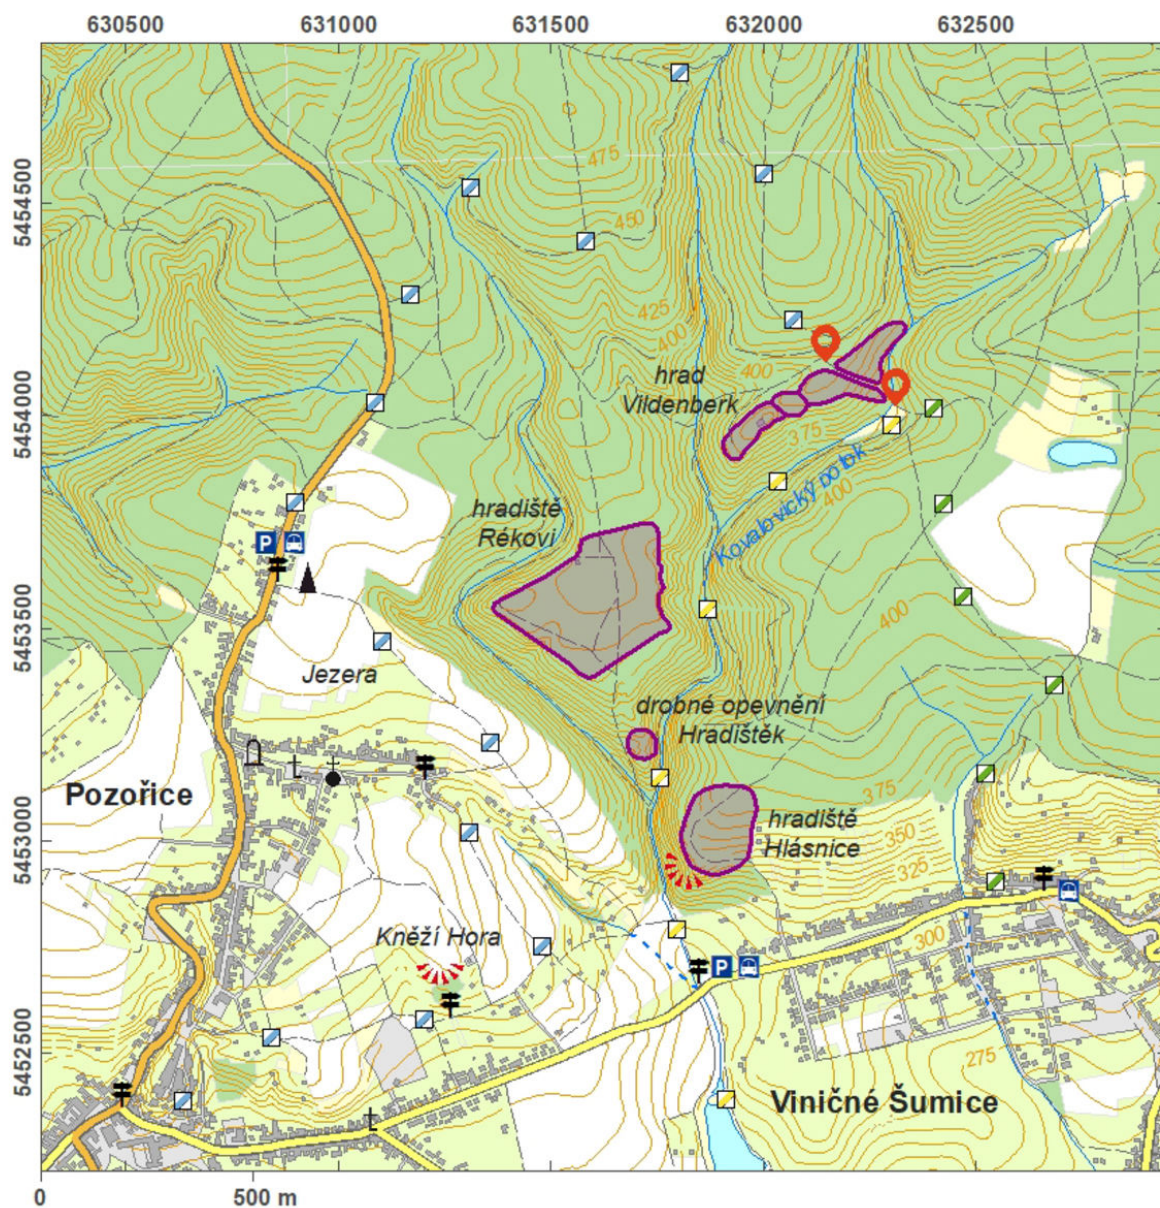 630500 631000 631500 632000 632500
5454500
5454000
5453500
5453000
5452500
475
450
425
400
400
hrad
Vildenberk
375
Kovalovický potok
400
hradiště
Rékovi
P
400
Jezera
drobné opevnění
Hradištěk
Pozořice
375
hradiště
Hlásnice
350
325
Kněží Hora
300
P
275
Viničné Šumice
0 500 m